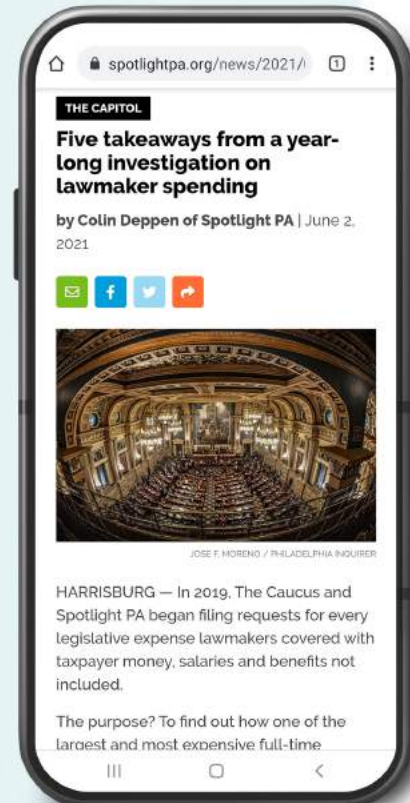 spotlightpa.org/news/2021/
1
THE CAPITOL
Five takeaways from a year-
long investigation on
lawmaker spending
by Colin Deppen of Spotlight PA | June 2,
2021
JOSE F. MORENO / PHILADELPHIA INQUIRER
HARRISBURG — In 2019, The Caucus and
Spotlight PA began filing requests for every
legislative expense lawmakers covered with
taxpayer money, salaries and benefits not
included.
The purpose? To find out how one of the
largest and most expensive full-time